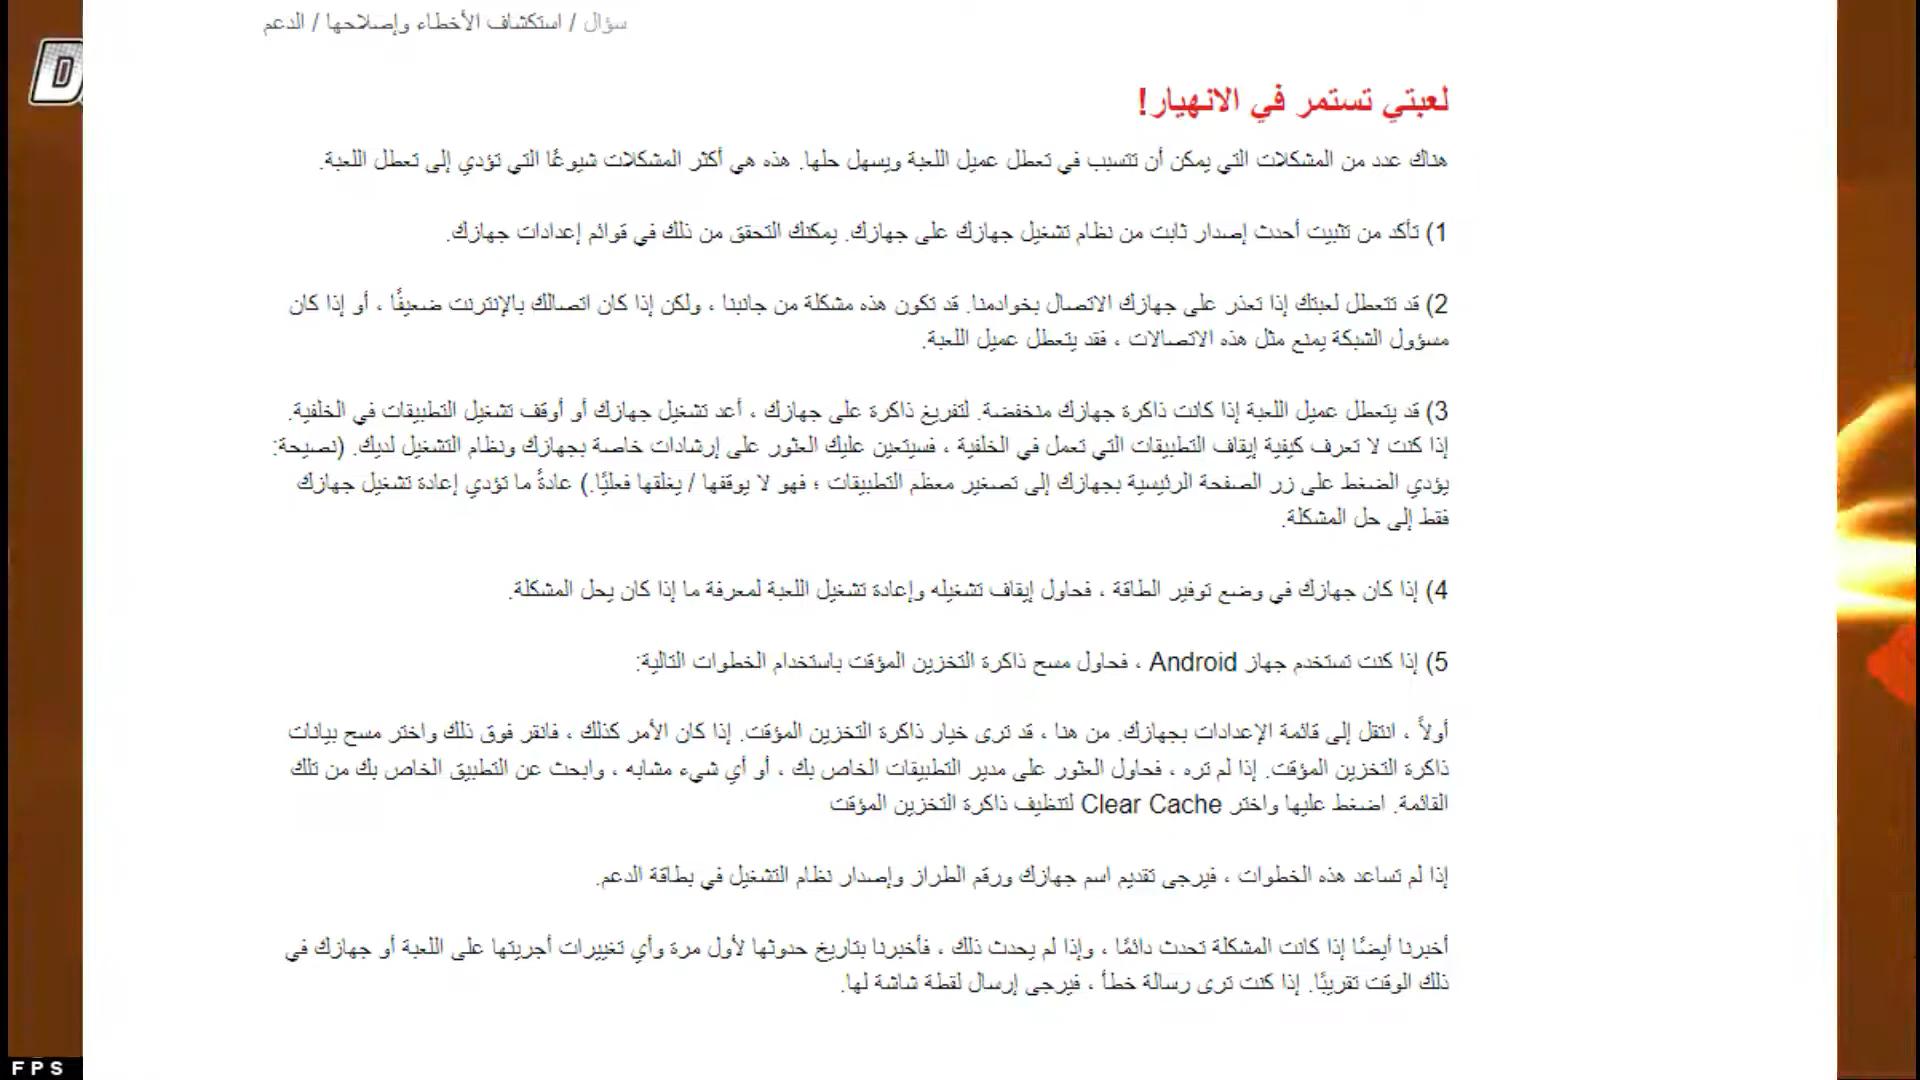 سؤال / استكشاف الأخطاء وإصلاحها / الدعم
لعبتي تستمر في الانهيار!
هناك عدد من المشكلات التي يمكن أن تتسبب في تعطل عميل اللعبة ويسهل حلها. هذه هي أكثر المشكلات شيوعًا التي تؤدي إلى تعطل اللعبة.
1) تأكد من تثبيت أحدث إصدار ثابت من نظام تشغيل جهازك على جهازك. يمكنك التحقق من ذلك في قوائم إعدادات جهازك.
2) قد تتعطل لعبتك إذا تعذر على جهازك الاتصال بخوادمنا. قد تكون هذه مشكلة من جانبنا ، ولكن إذا كان اتصالك بالإنترنت ضعيفًا ، أو إذا كان
مسؤول الشبكة يمنع مثل هذه الاتصالات ، فقد يتعطل عميل اللعبة.
3) قد يتعطل عميل اللعبة إذا كانت ذاكرة جهازك منخفضة. لتفريغ ذاكرة على جهازك ، أعد تشغيل جهازك أو أوقف تشغيل التطبيقات في الخلفية.
إذا كنت لا تعرف كيفية إيقاف التطبيقات التي تعمل في الخلفية ، فسيتعين عليك العثور على إرشادات خاصة بجهازك ونظام التشغيل لديك. (نصيحة:
يؤدي الضغط على زر الصفحة الرئيسية بجهازك إلى تصغير معظم التطبيقات ؛ فهو لا يوقفها / يغلقها فعليًا.) عادةً ما تؤدي إعادة تشغيل جهازك
فقط إلى حل المشكلة.
4) إذا كان جهازك في وضع توفير الطاقة ، فحاول إيقاف تشغيله وإعادة تشغيل اللعبة لمعرفة ما إذا كان يحل المشكلة.
5) إذا كنت تستخدم جهاز Android ، فحاول مسح ذاكرة التخزين المؤقت باستخدام الخطوات التالية:
أولاً ، انتقل إلى قائمة الإعدادات بجهازك. من هنا ، قد ترى خيار ذاكرة التخزين المؤقت. إذا كان الأمر كذلك ، فانقر فوق ذلك واختر مسح بيانات
ذاكرة التخزين المؤقت. إذا لم تره ، فحاول العثور على مدير التطبيقات الخاص بك ، أو أي شيء مشابه ، وابحث عن التطبيق الخاص بك من تلك
القائمة. اضغط عليها واختر Clear Cache لتنظيف ذاكرة التخزين المؤقت
إذا لم تساعد هذه الخطوات ، فيرجى تقديم اسم جهازك ورقم الطراز وإصدار نظام التشغيل في بطاقة الدعم.
أخبرنا أيضًا إذا كانت المشكلة تحدث دائمًا ، وإذا لم يحدث ذلك ، فأخبرنا بتاريخ حدوثها لأول مرة وأي تغييرات أجريتها على اللعبة أو جهازك في
ذلك الوقت تقريبًا. إذا كنت ترى رسالة خطأ ، فيرجى إرسال لقطة شاشة لها.
D
FPS